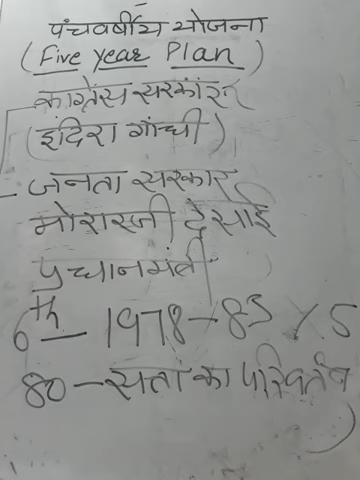 पंचवर्षीय योजना
(Five Year Plan)
कांग्रेस सरकार
(इंदिरा गांधी)
- जनता सरकार
मोरारजी देसाई
प्रधानमंत्री
6th - 1978-83 / 5
80 - सत्ता का परिवर्तन